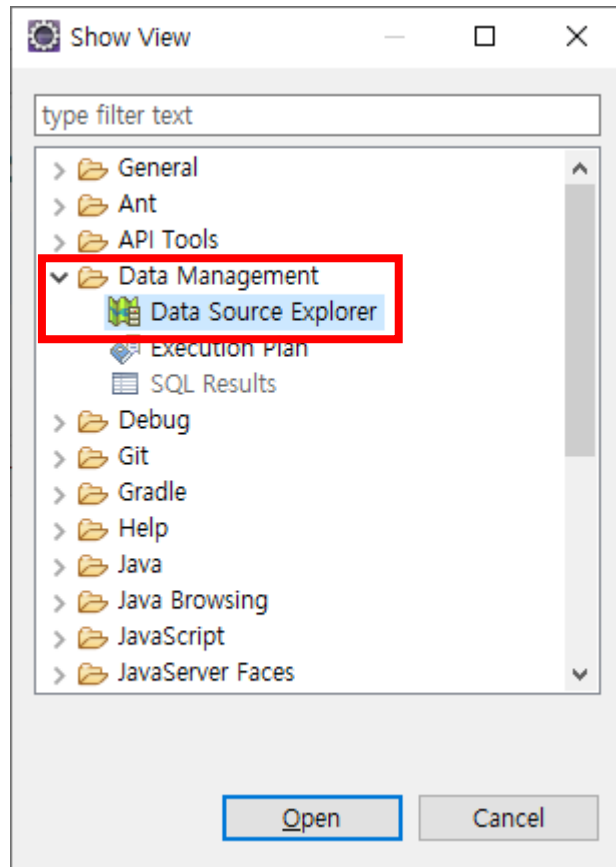 Show View
type filter text
General
Ant
API Tools
Data Management
Data Source Explorer
Execution Plan
SQL Results
Debug
Git
Gradle
Help
Java
Java Browsing
JavaScript
JavaServer Faces
Open Cancel